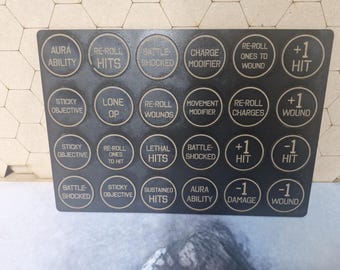 AURA
ABILITY
RE-ROLL
HITS
BATTLE-
SHOCKED
CHARGE
MODIFIER
RE-ROLL
ONES TO
WOUND
+1
HIT
STICKY
OBJECTIVE
LONE
OP
RE-ROLL
WOUNDS
MOVEMENT
MODIFIER
RE-ROLL
CHARGES
+1
WOUND
STICKY
OBJECTIVE
RE-ROLL
ONES
TO HIT
LETHAL
HITS
BATTLE-
SHOCKED
+1
HIT
-1
HIT
BATTLE-
SHOCKED
STICKY
OBJECTIVE
SUSTAINED
HITS
AURA
ABILITY
-1
DAMAGE
-1
WOUND